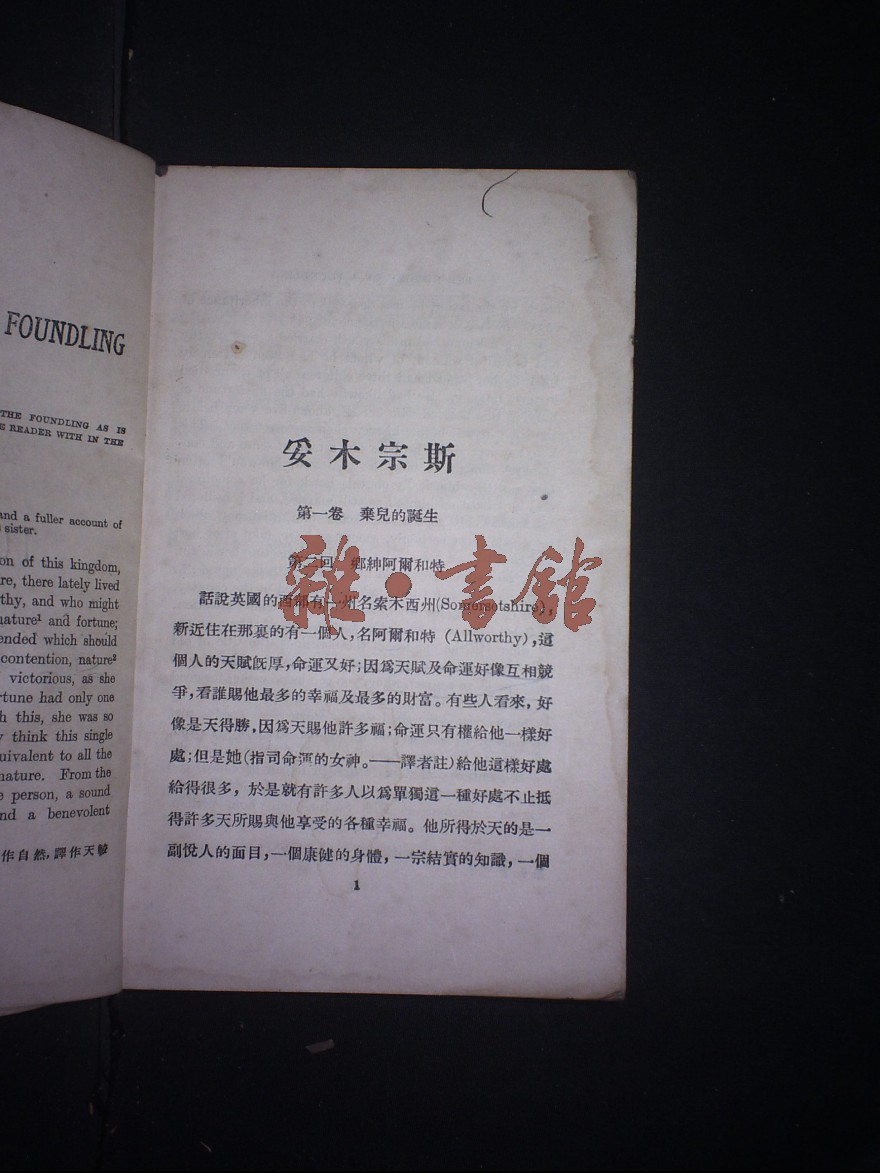 FOUNDLING
THE FOUNDLING AS IS
READER WITH IN THE
and a fuller account of
sister.
on of this kingdom,
re, there lately lived
thy, and who might
nature¹ and fortune;
ended which should
contention, nature²
victorious, as she
rtune had only one
h this, she was so
think this single
uivalent to all the
nature. From the
person, a sound
nd a benevolent
作自然,譯作天較
妥木宗斯
第一卷 棄兒的誕生
第二回 鄉紳阿爾和特
話說英國的西部有一州名索木西州(Somersetshire),
新近住在那裏的有一個人,名阿爾和特 (Allworthy),這
個人的天賦旣厚,命運又好;因爲天賦及命運好像互相競
爭,看誰賜他最多的幸福及最多的財富。有些人看來,好
像是天得勝,因爲天賜他許多福;命運只有權給他一樣好
處;但是她(指司命運的女神。——譯者註)給他這樣好處
給得很多,於是就有許多人以爲單獨這一種好處不止抵
得許多天所賜與他享受的各種幸福。他所得於天的是一
副悅人的面目,一個康健的身體,一宗結實的知識,一個
1
雜·書館